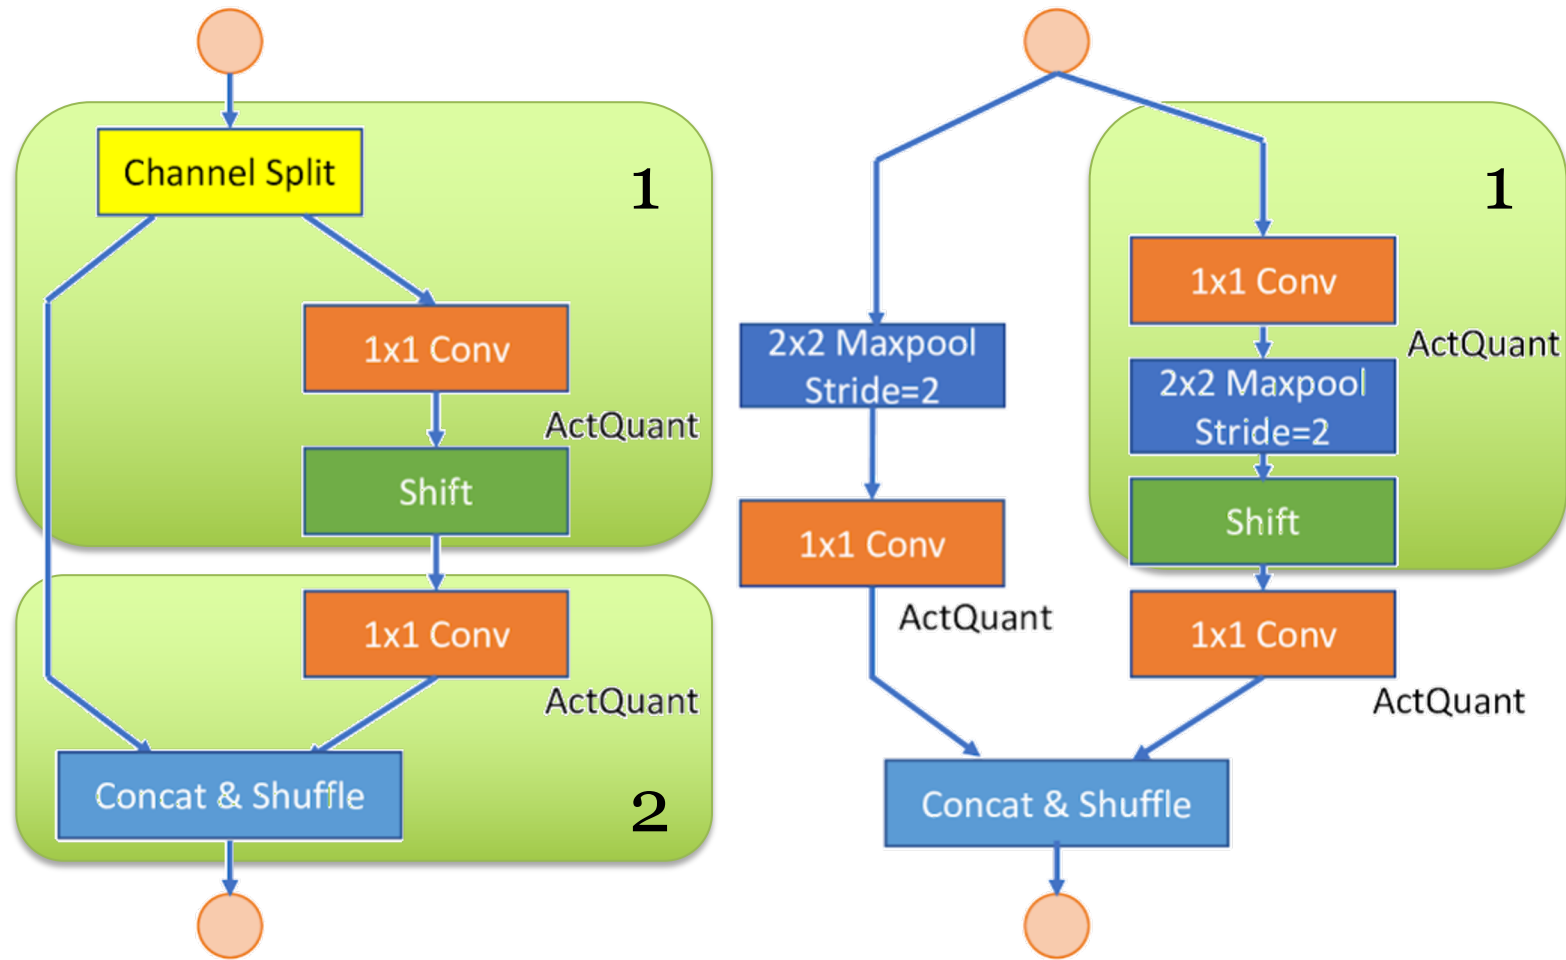 Channel Split
1
1x1 Conv
ActQuant
Shift
1x1 Conv
ActQuant
Concat & Shuffle
2
1
1x1 Conv
ActQuant
2x2 Maxpool
Stride=2
2x2 Maxpool
Stride=2
Shift
1x1 Conv
ActQuant
1x1 Conv
ActQuant
Concat & Shuffle